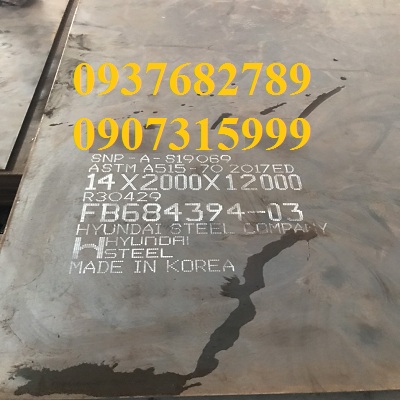 0937682789
0907315999
SNP-A-S19069
ASTM A515-70 2017ED
14X2000X12000
R30429
FB684394-03
HYUNDAI STEEL COMPANY
HYUNDAI
STEEL
MADE IN KOREA